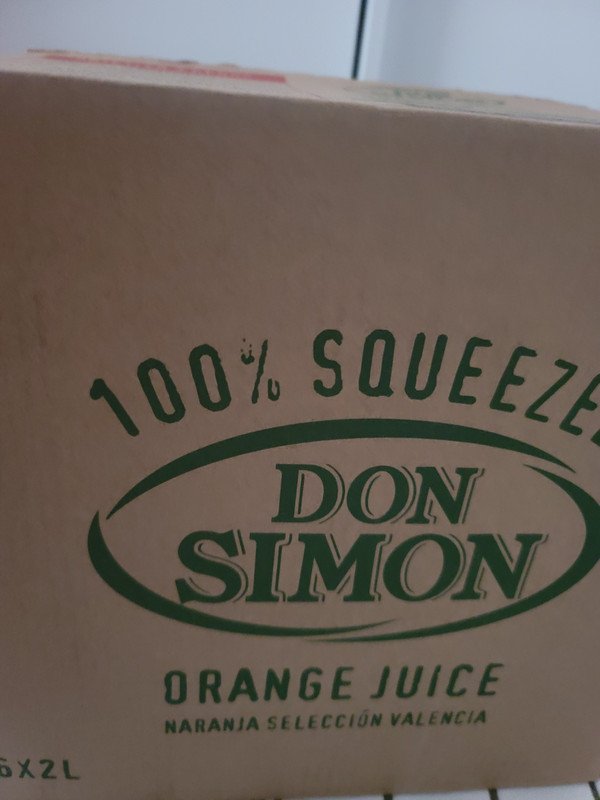 100% SQUEEZE
DON
SIMON
ORANGE JUICE
NARANJA SELECCIÓN VALENCIA
6X2L